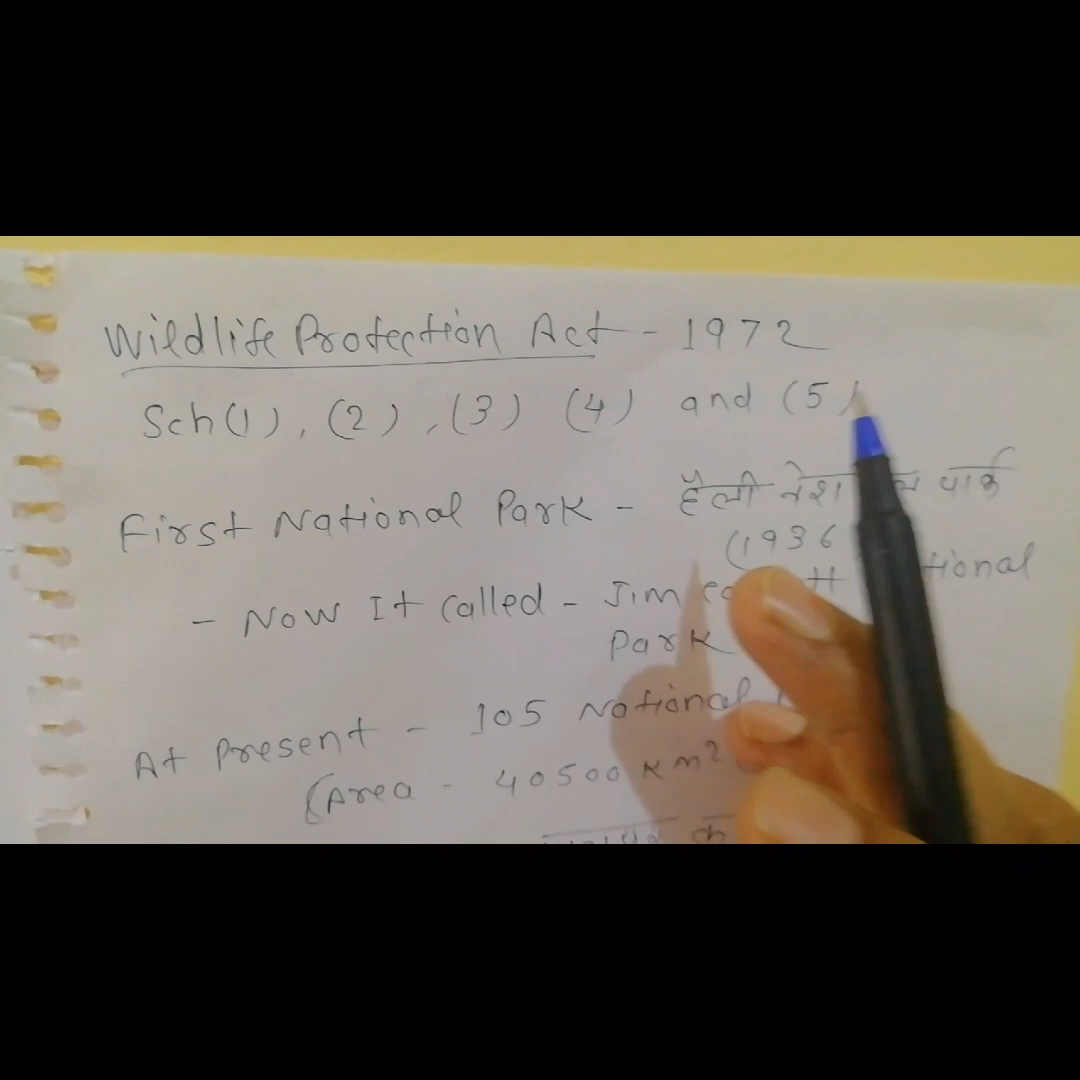 Wildlife Protection Act - 1972
Sch (1), (2), (3) (4) and (5)
First National Park - हैली पार्क
(1936
- Now It called - Jim
Park
At Present - 105 National
(Area - 40500 Km²